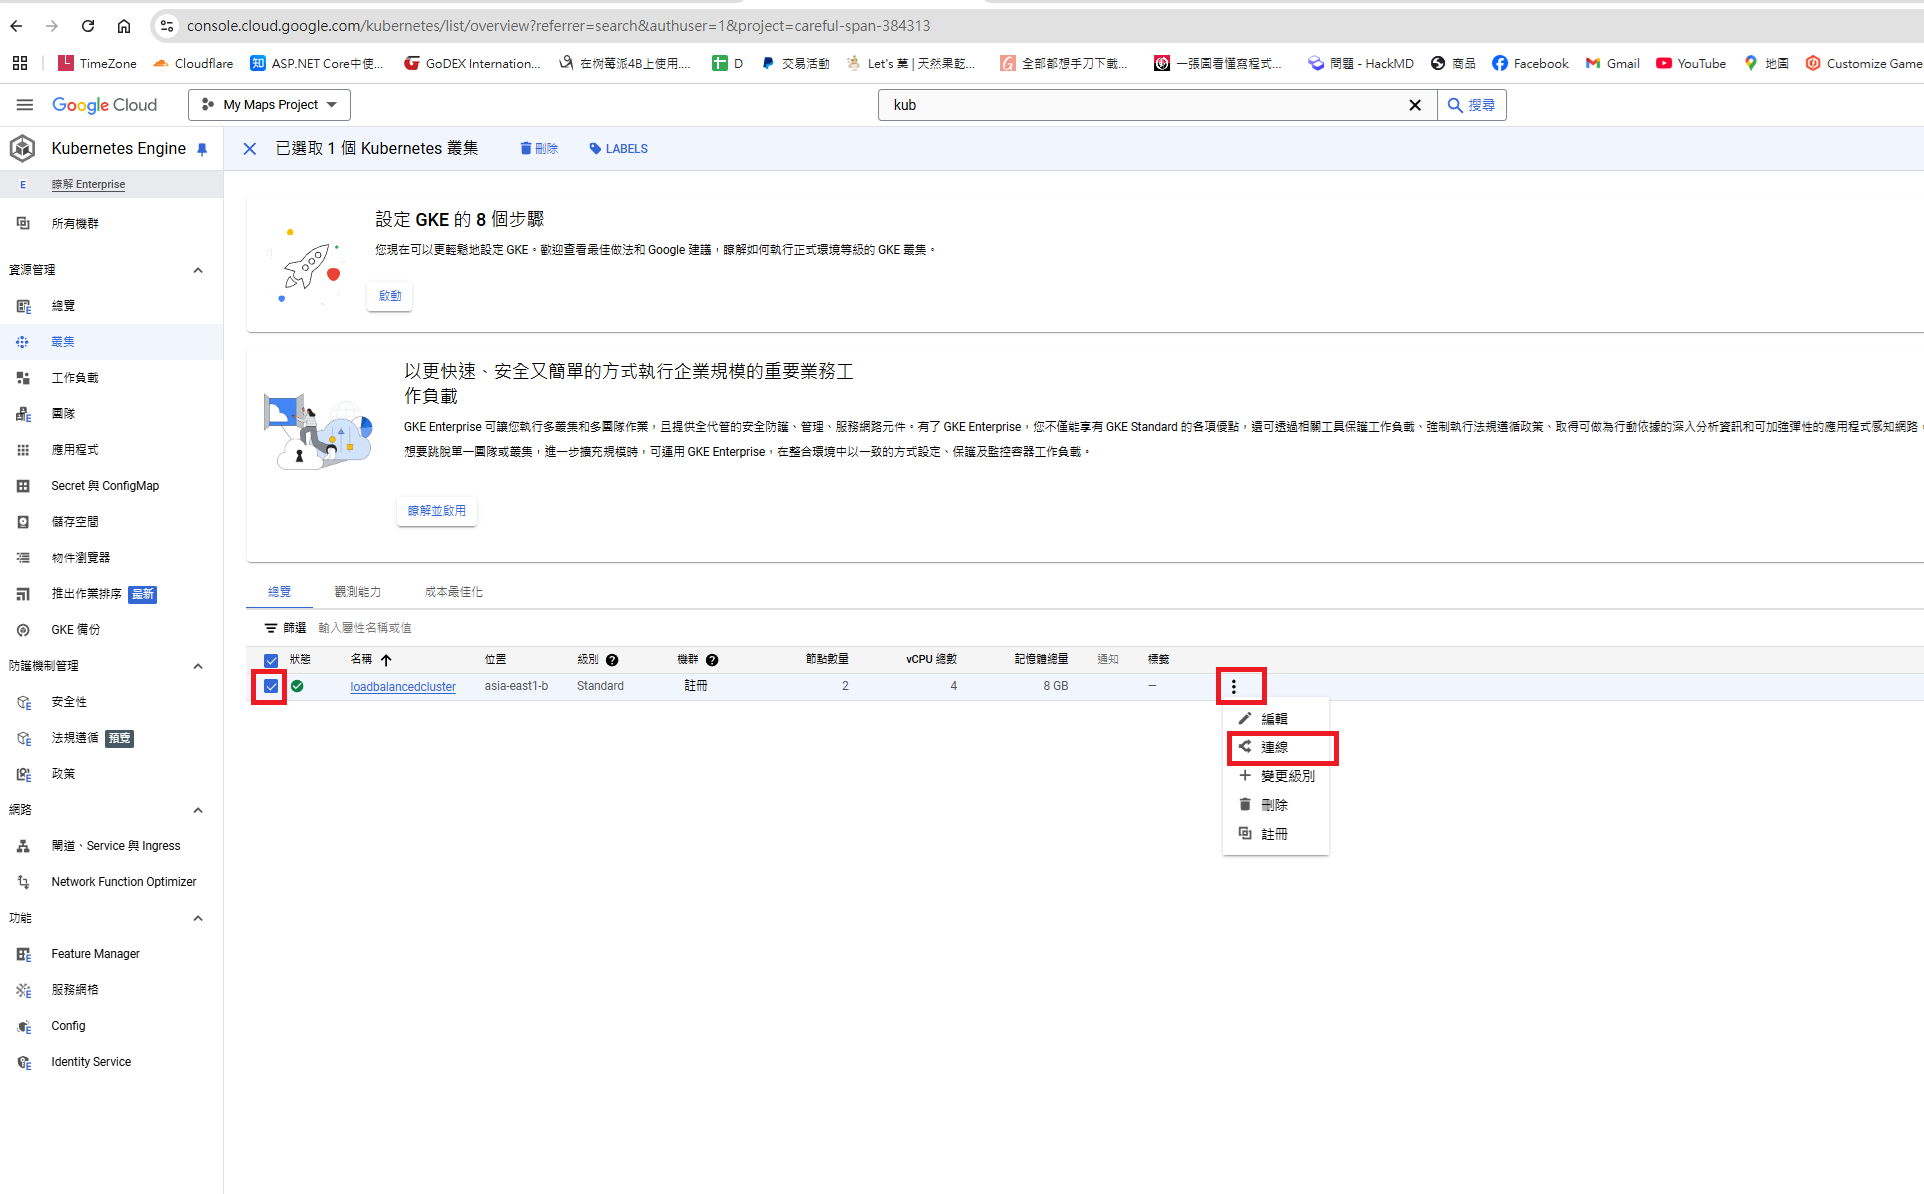 console.cloud.google.com/kubernetes/list/overview?referrer=search&authuser=1&project=careful-span-384313
TimeZone
Cloudflare
知 ASP.NET Core中使...
GoDEX Internation...
在树莓派4B上使用....
D
交易活動
Let's 菓 | 天然果乾...
全部都想手刀下載...
一張圖看懂寫程式...
問題 - HackMD
商品
Facebook
Gmail
YouTube
地圖
Customize Game
Google Cloud
My Maps Project
kub
搜尋
Kubernetes Engine
已選取 1 個 Kubernetes 叢集
刪除
LABELS
E 瞭解 Enterprise
所有機群
資源管理
總覽
叢集
工作負載
團隊
應用程式
Secret 與 ConfigMap
儲存空間
物件瀏覽器
推出作業排序 最新
GKE 備份
防護機制管理
安全性
法規遵循 預覽
政策
網路
閘道、Service 與 Ingress
Network Function Optimizer
功能
Feature Manager
服務網格
Config
Identity Service
設定 GKE 的 8 個步驟
您現在可以更輕鬆地設定 GKE。歡迎查看最佳做法和 Google 建議，瞭解如何執行正式環境等級的 GKE 叢集。
啟動
以更快速、安全又簡單的方式執行企業規模的重要業務工
作負載
GKE Enterprise 可讓您執行多叢集和多團隊作業，且提供全代管的安全防護、管理、服務網路元件。有了 GKE Enterprise，您不僅能享有 GKE Standard 的各項優點，還可透過相關工具保護工作負載、強制執行法規遵循政策、取得可做為行動依據的深入分析資訊和可加強彈性的應用程式感知網路，
想要跳脫單一團隊或叢集，進一步擴充規模時，可運用 GKE Enterprise，在整合環境中以一致的方式設定、保護及監控容器工作負載。
瞭解並啟用
總覽 觀測能力 成本最佳化
篩選 輸入屬性名稱或值
狀態 名稱 位置 級別 機群 節點數量 vCPU 總數 記憶體總量 通知 標籤
loadbalancedcluster asia-east1-b Standard 註冊 2 4 8 GB —
編輯
連線
變更級別
刪除
註冊